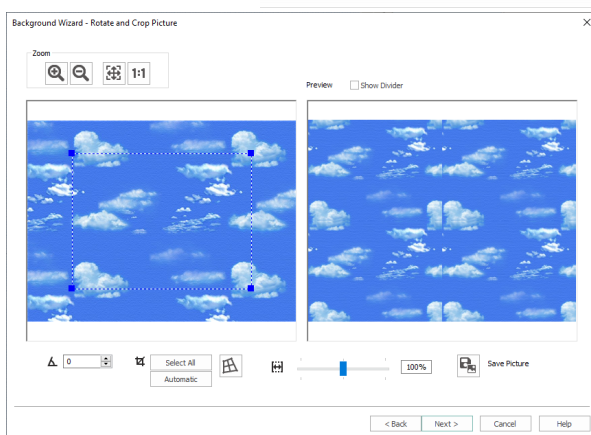 Background Wizard - Rotate and Crop Picture
Zoom
1:1
Preview
Show Divider
0
Select All
Automatic
100%
Save Picture
< Back
Next >
Cancel
Help